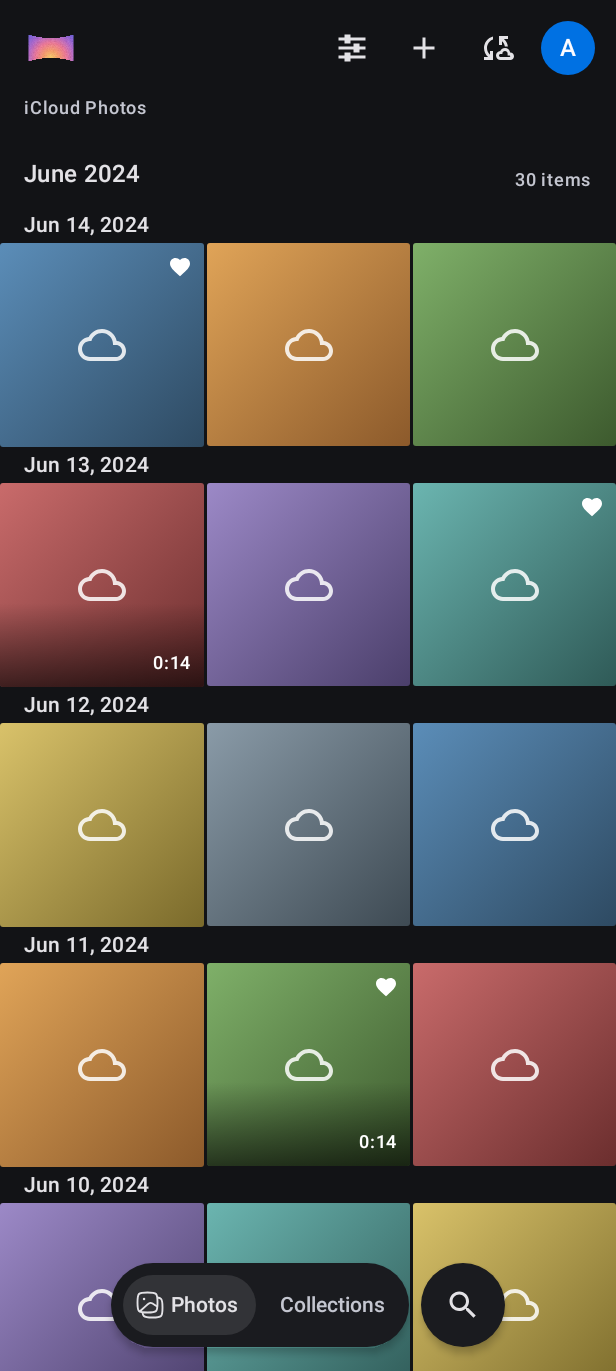 A
iCloud Photos
June 2024
30 items
Jun 14, 2024
Jun 13, 2024
0:14
Jun 12, 2024
Jun 11, 2024
0:14
Jun 10, 2024
Photos
Collections